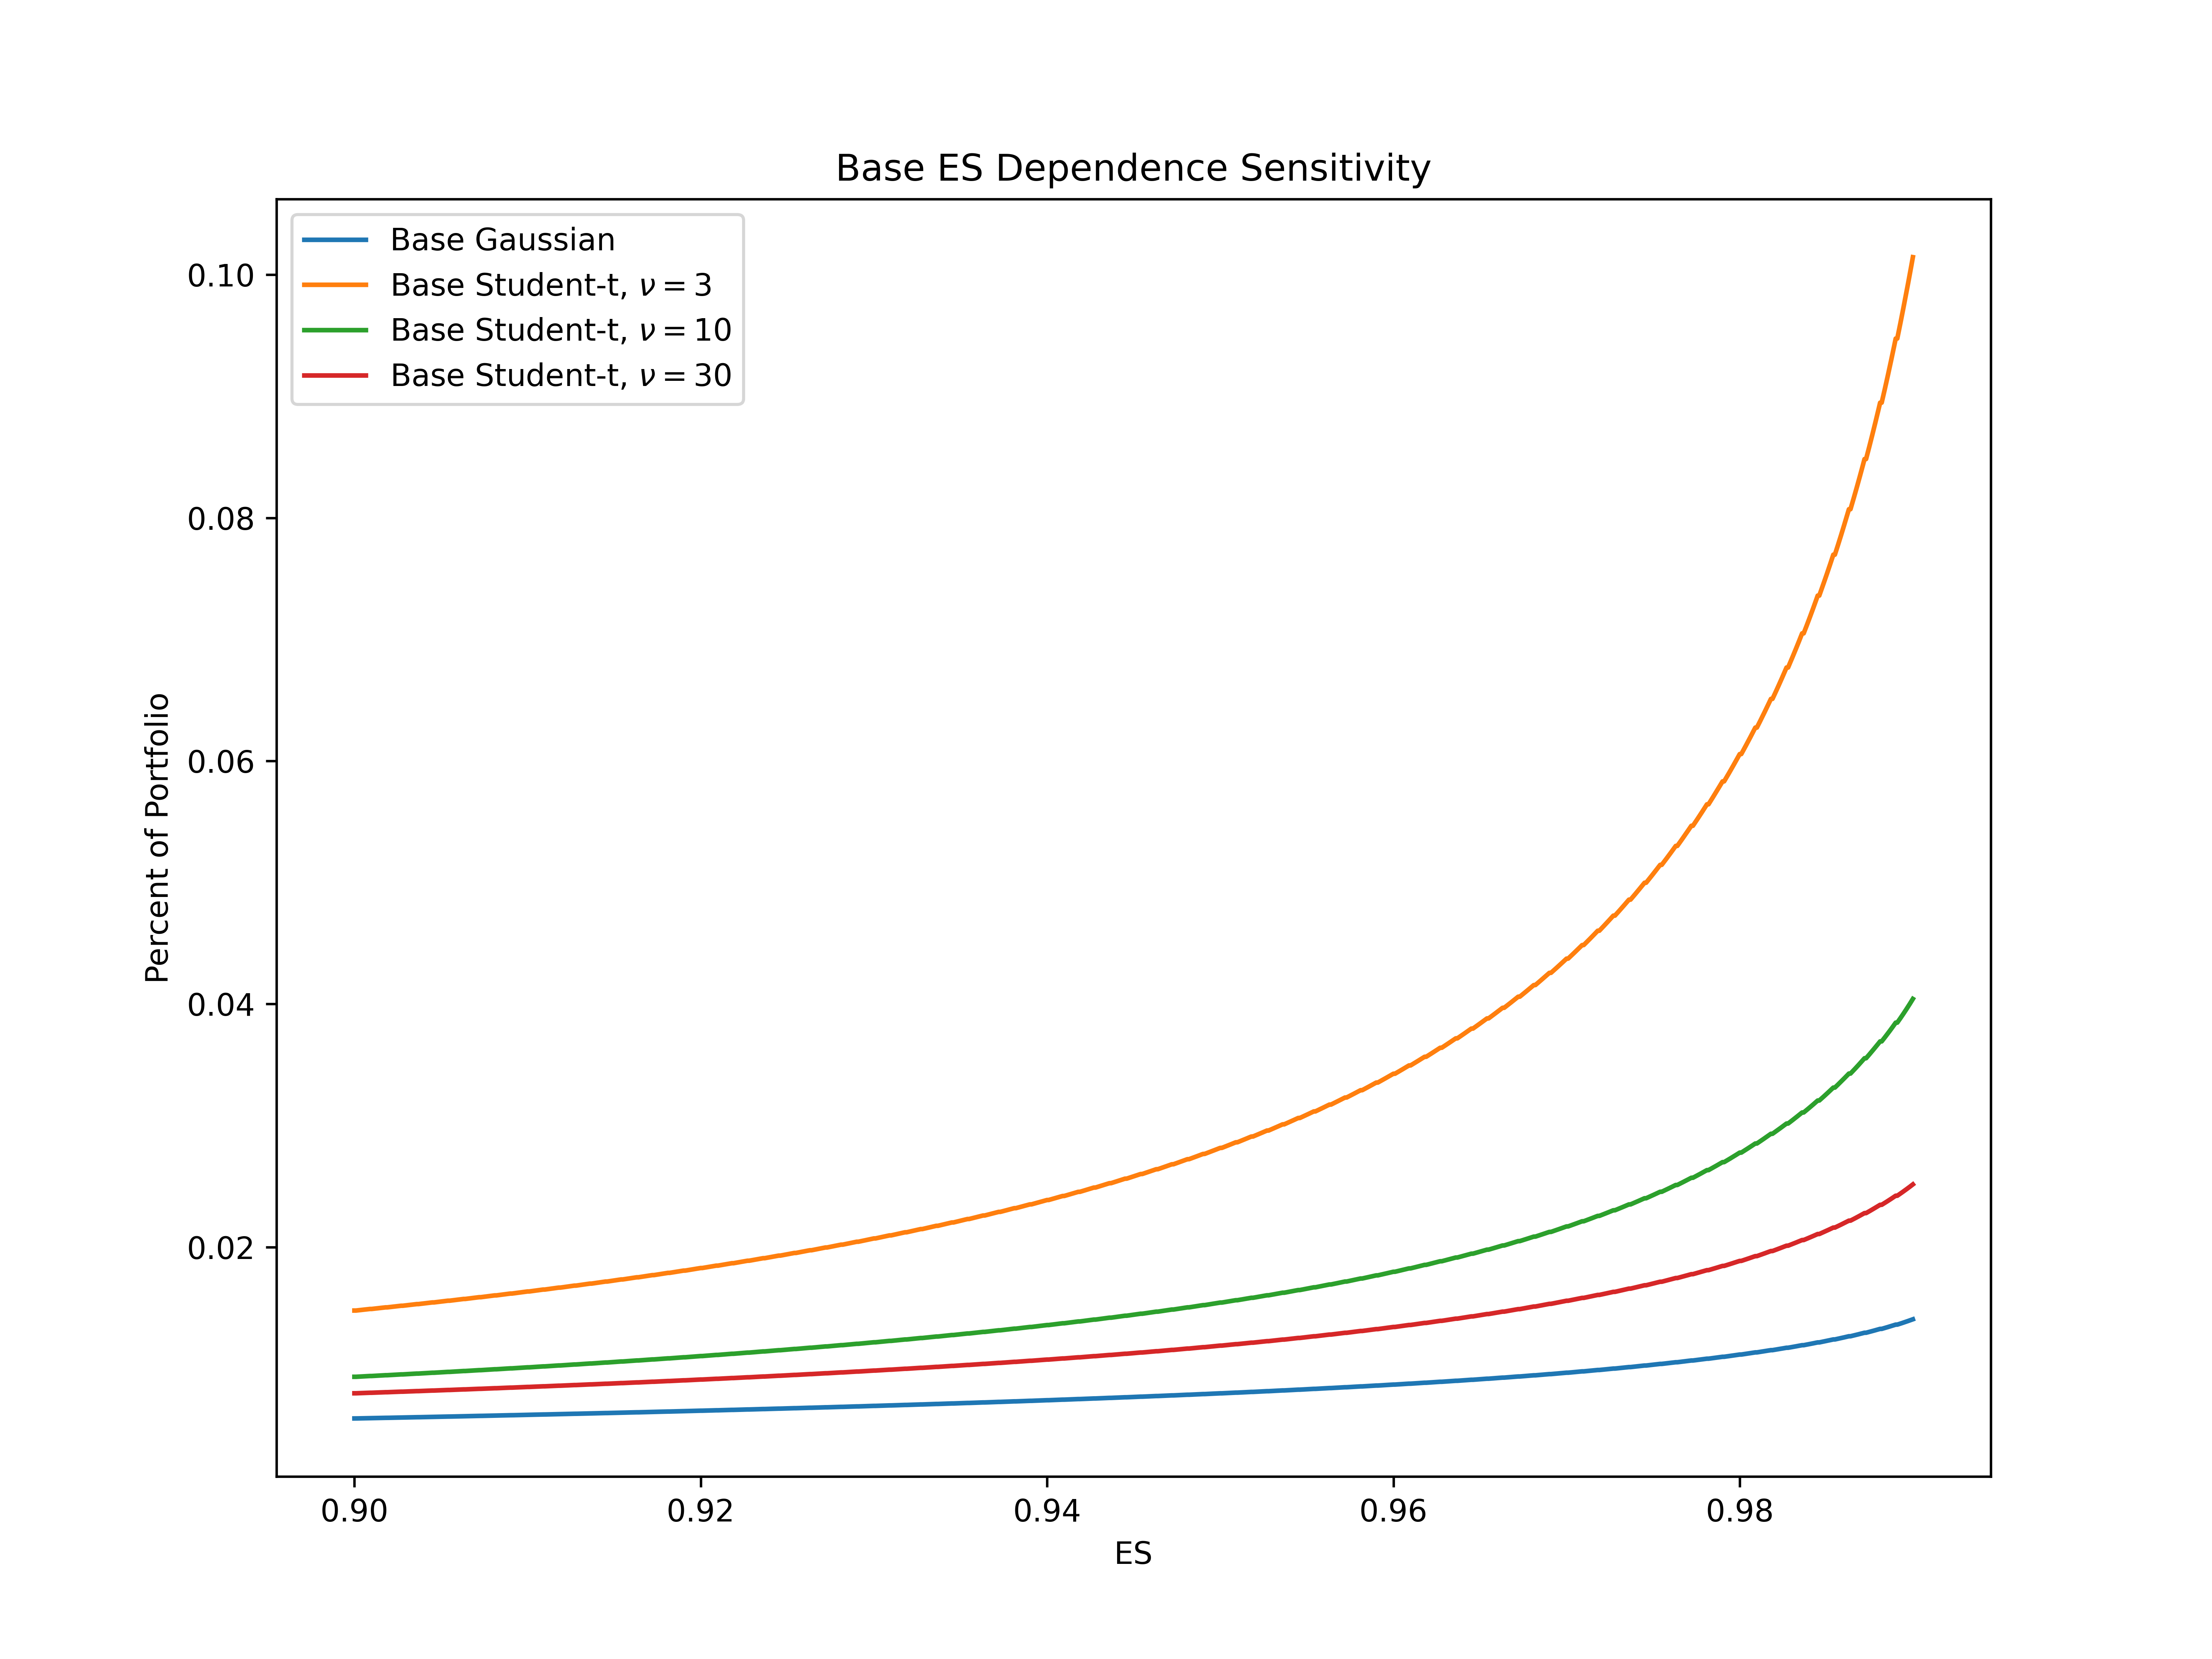 Base ES Dependence Sensitivity
Base Gaussian
Base Student-t, ν = 3
Base Student-t, ν = 10
Base Student-t, ν = 30
0.10
0.08
0.06
0.04
0.02
Percent of Portfolio
0.90 0.92 0.94 0.96 0.98
ES